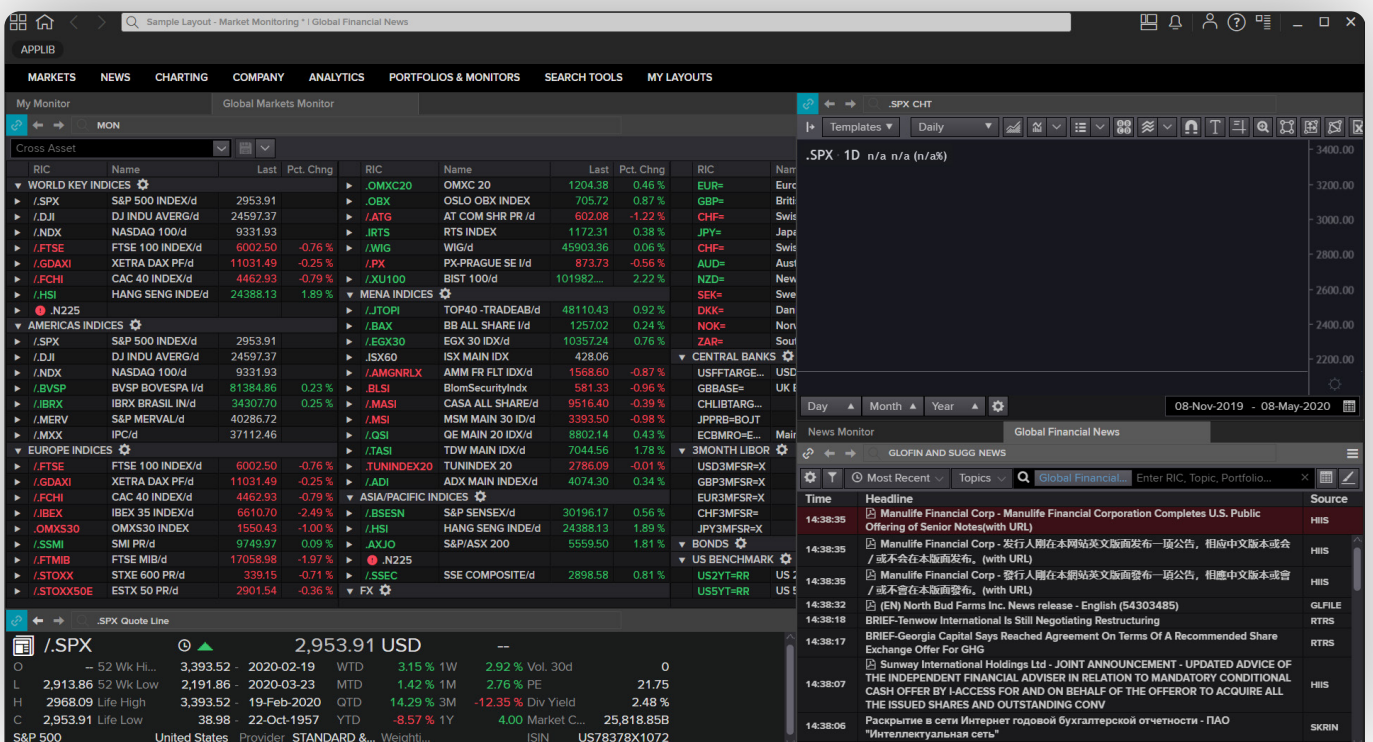 Sample Layout - Market Monitoring * | Global Financial News
APPLIB
MARKETS NEWS CHARTING COMPANY ANALYTICS PORTFOLIOS & MONITORS SEARCH TOOLS MY LAYOUTS
My Monitor Global Markets Monitor
MON
Cross Asset
RIC Name Last Pct. Chng
WORLD KEY INDICES
/.SPX S&P 500 INDEX/d 2953.91
/.DJI DJ INDU AVERG/d 24597.37
/.NDX NASDAQ 100/d 9331.93
/.FTSE FTSE 100 INDEX/d 6002.50 -0.76 %
/.GDAXI XETRA DAX PF/d 11031.49 -0.25 %
/.FCHI CAC 40 INDEX/d 4462.93 -0.79 %
/.HSI HANG SENG INDE/d 24388.13 1.89 %
.N225
AMERICAS INDICES
/.SPX S&P 500 INDEX/d 2953.91
/.DJI DJ INDU AVERG/d 24597.37
/.NDX NASDAQ 100/d 9331.93
/.BVSP BVSP BOVESPA I/d 81384.86 0.23 %
/.IBRX IBRX BRASIL IN/d 34307.70 0.25 %
/.MERV S&P MERVAL/d 40286.72
/.MXX IPC/d 37112.46
EUROPE INDICES
/.FTSE FTSE 100 INDEX/d 6002.50 -0.76 %
/.GDAXI XETRA DAX PF/d 11031.49 -0.25 %
/.FCHI CAC 40 INDEX/d 4462.93 -0.79 %
/.IBEX IBEX 35 INDEX/d 6610.70 -2.49 %
.OMXS30 OMXS30 INDEX 1550.43 -1.00 %
/.SSMI SMI PR/d 9749.97 0.09 %
/.FTMIB FTSE MIB/d 17058.98 -1.97 %
/.STOXX STXE 600 PR/d 339.15 -0.71 %
/.STOXX50E ESTX 50 PR/d 2901.54 -0.36 %
RIC Name Last Pct. Chng
.OMXC20 OMXC 20 1204.38 0.46 %
.OBX OSLO OBX INDEX 705.72 0.87 %
/.ATG AT COM SHR PR /d 602.08 -1.22 %
.IRTS RTS INDEX 1172.31 0.38 %
/.WIG WIG/d 45903.36 0.06 %
/.PX PX-PRAGUE SE I/d 873.73 -0.56 %
/.XU100 BIST 100/d 101982.... 2.22 %
MENA INDICES
/.JTOPI TOP40 -TRADEAB/d 48110.43 0.92 %
/.BAX BB ALL SHARE I/d 1257.02 0.24 %
/.EGX30 EGX 30 IDX/d 10357.24 0.76 %
.ISX60 ISX MAIN IDX 428.06
/.AMGNRLX AMM FR FLT IDX/d 1568.60 -0.87 %
.BLSI BlomSecurityIndx 581.33 -0.96 %
/.MASI CASA ALL SHARE/d 9516.40 -0.39 %
/.MSI MSM MAIN 30 ID/d 3393.50 -0.98 %
/.QSI QE MAIN 20 IDX/d 8802.14 0.43 %
/.TASI TDW MAIN IDX/d 7044.56 1.78 %
.TUNINDEX20 TUNINDEX 20 2786.09 -0.01 %
/.ADI ADX MAIN INDEX/d 4074.30 0.34 %
ASIA/PACIFIC INDICES
/.BSESN S&P SENSEX/d 30196.17 0.56 %
/.HSI HANG SENG INDE/d 24388.13 1.89 %
.AXJO S&P/ASX 200 5559.50 1.81 %
.N225
/.SSEC SSE COMPOSITE/d 2898.58 0.81 %
FX
RIC Nam
EUR= Euro
GBP= Briti
CHF= Swis
JPY= Japa
CHF= Swis
AUD= Aust
NZD= New
SEK= Swe
DKK= Dan
NOK= Norv
ZAR= Sout
CENTRAL BANKS
USFFTARGE... USD
GBBASE= UK E
CHLIBTARG...
JPPRB=BOJT
ECBMRO=E... Main
3MONTH LIBOR
USD3MFSR=X
GBP3MFSR=X
EUR3MFSR=X
CHF3MFSR=
JPY3MFSR=X
BONDS
US BENCHMARK
US2YT=RR US 2
US5YT=RR US 5
.SPX Quote Line
/.SPX 2,953.91 USD --
O -- 52 Wk Hi... 3,393.52 - 2020-02-19 WTD 3.15 % 1W 2.92 % Vol. 30d 0
L 2,913.86 52 Wk Low 2,191.86 - 2020-03-23 MTD 1.42 % 1M 2.76 % PE 21.75
H 2968.09 Life High 3,393.52 - 19-Feb-2020 QTD 14.29 % 3M -12.35 % Div Yield 2.48 %
C 2,953.91 Life Low 38.98 - 22-Oct-1957 YTD -8.57 % 1Y 4.00 Market C... 25,818.85B
S&P 500 United States Provider STANDARD &... Weighti... ISIN US78378X1072
.SPX CHT
Templates Daily
.SPX 1D n/a n/a (n/a%)
3400.00
3200.00
3000.00
2800.00
2600.00
2400.00
2200.00
Day Month Year 08-Nov-2019 - 08-May-2020
News Monitor Global Financial News
GLOFIN AND SUGG NEWS
Most Recent Topics Global Financial... Enter RIC, Topic, Portfolio...
Time Headline Source
14:38:35 Manulife Financial Corp - Manulife Financial Corporation Completes U.S. Public HIIS
Offering of Senior Notes(with URL)
14:38:35 Manulife Financial Corp - 发行人刚在本网站英文版面发布一项公告，相应中文版本或会 HIIS
/ 或不会在本版面发布。(with URL)
14:38:35 Manulife Financial Corp - 發行人剛在本網站英文版面發布一項公告，相應中文版本或會 HIIS
/ 或不會在本版面發布。(with URL)
14:38:32 (EN) North Bud Farms Inc. News release - English (54303485) GLFILE
14:38:18 BRIEF-Tenwow International Is Still Negotiating Restructuring RTRS
14:38:17 BRIEF-Georgia Capital Says Reached Agreement On Terms Of A Recommended Share RTRS
Exchange Offer For GHG
14:38:07 Sunway International Holdings Ltd - JOINT ANNOUNCEMENT - UPDATED ADVICE OF HIIS
THE INDEPENDENT FINANCIAL ADVISER IN RELATION TO MANDATORY CONDITIONAL
CASH OFFER BY I-ACCESS FOR AND ON BEHALF OF THE OFFEROR TO ACQUIRE ALL
THE ISSUED SHARES AND OUTSTANDING CONV
14:38:06 Раскрытие в сети Интернет годовой бухгалтерской отчетности - ПАО SKRIN
"Интеллектуальная сеть"